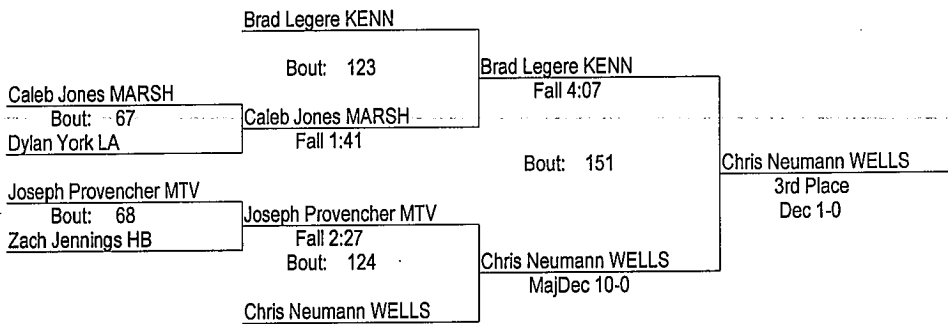 Brad Legere KENN
Bout: 123
Brad Legere KENN
Fall 4:07
Caleb Jones MARSH
Bout: 67
Caleb Jones MARSH
Dylan York LA
Fall 1:41
Bout: 151
Chris Neumann WELLS
3rd Place
Dec 1-0
Joseph Provencher MTV
Bout: 68
Joseph Provencher MTV
Zach Jennings HB
Fall 2:27
Bout: 124
Chris Neumann WELLS
MajDec 10-0
Chris Neumann WELLS